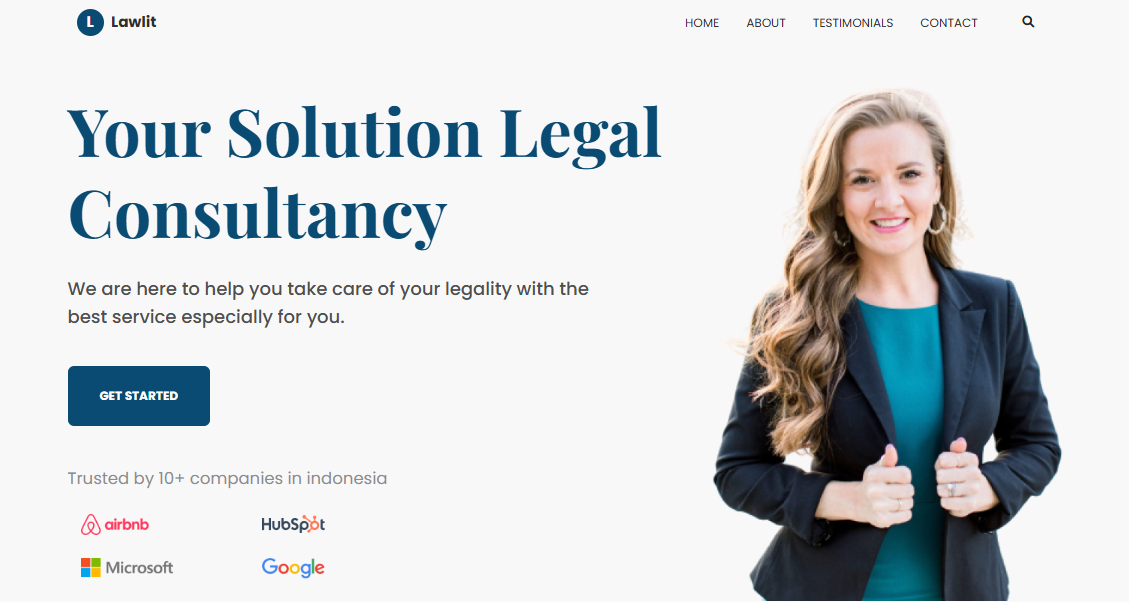 L Lawlit
HOME ABOUT TESTIMONIALS CONTACT
Your Solution Legal
Consultancy
We are here to help you take care of your legality with the
best service especially for you.
GET STARTED
Trusted by 10+ companies in indonesia
airbnb HubSpot
Microsoft Google